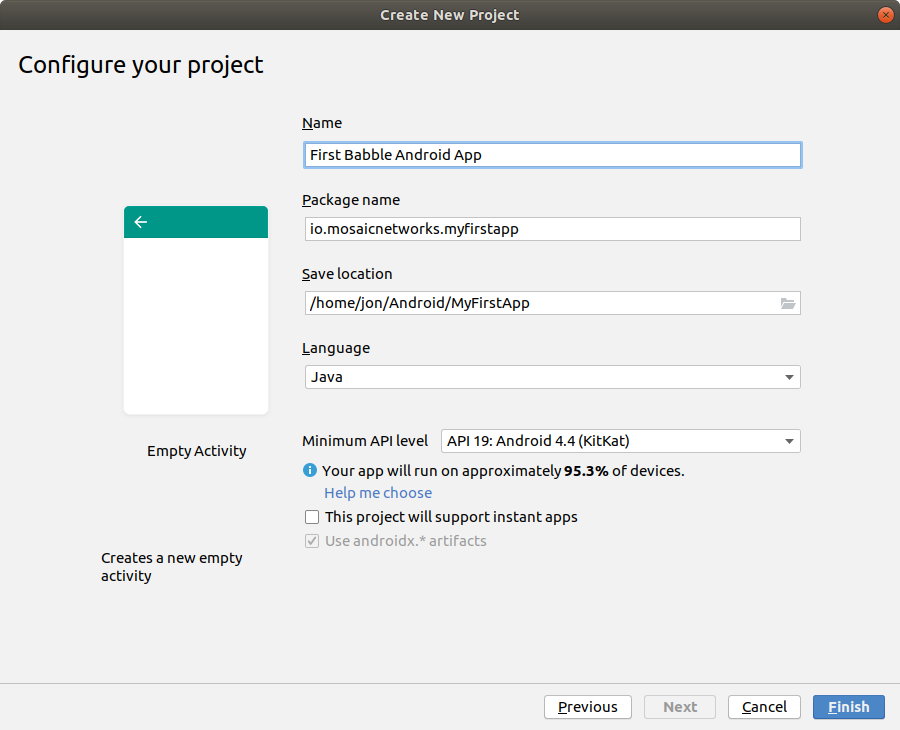 Create New Project
Configure your project
Name
First Babble Android App
Package name
io.mosaicnetworks.myfirstapp
Save location
/home/jon/Android/MyFirstApp
Language
Java
Empty Activity
Minimum API level API 19: Android 4.4 (KitKat)
Your app will run on approximately 95.3% of devices.
Help me choose
This project will support instant apps
Use androidx.* artifacts
Creates a new empty
activity
Previous Next Cancel Finish